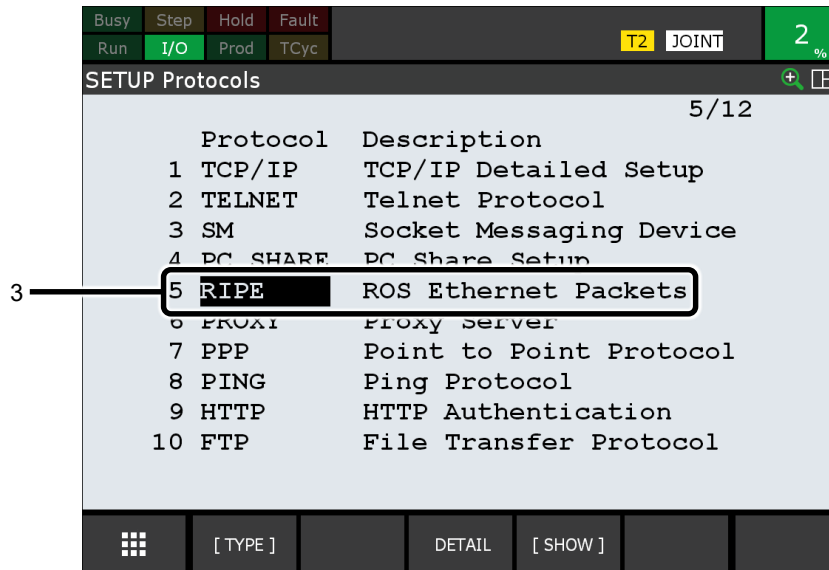 Busy Step Hold Fault
Run I/O Prod TCyc T2 JOINT 2 %
SETUP Protocols
5/12
Protocol Description
1 TCP/IP TCP/IP Detailed Setup
2 TELNET Telnet Protocol
3 SM Socket Messaging Device
4 PC SHARE PC Share Setup
3 5 RIPE ROS Ethernet Packets
6 PROXY Proxy Server
7 PPP Point to Point Protocol
8 PING Ping Protocol
9 HTTP HTTP Authentication
10 FTP File Transfer Protocol
[ TYPE ] DETAIL [ SHOW ]